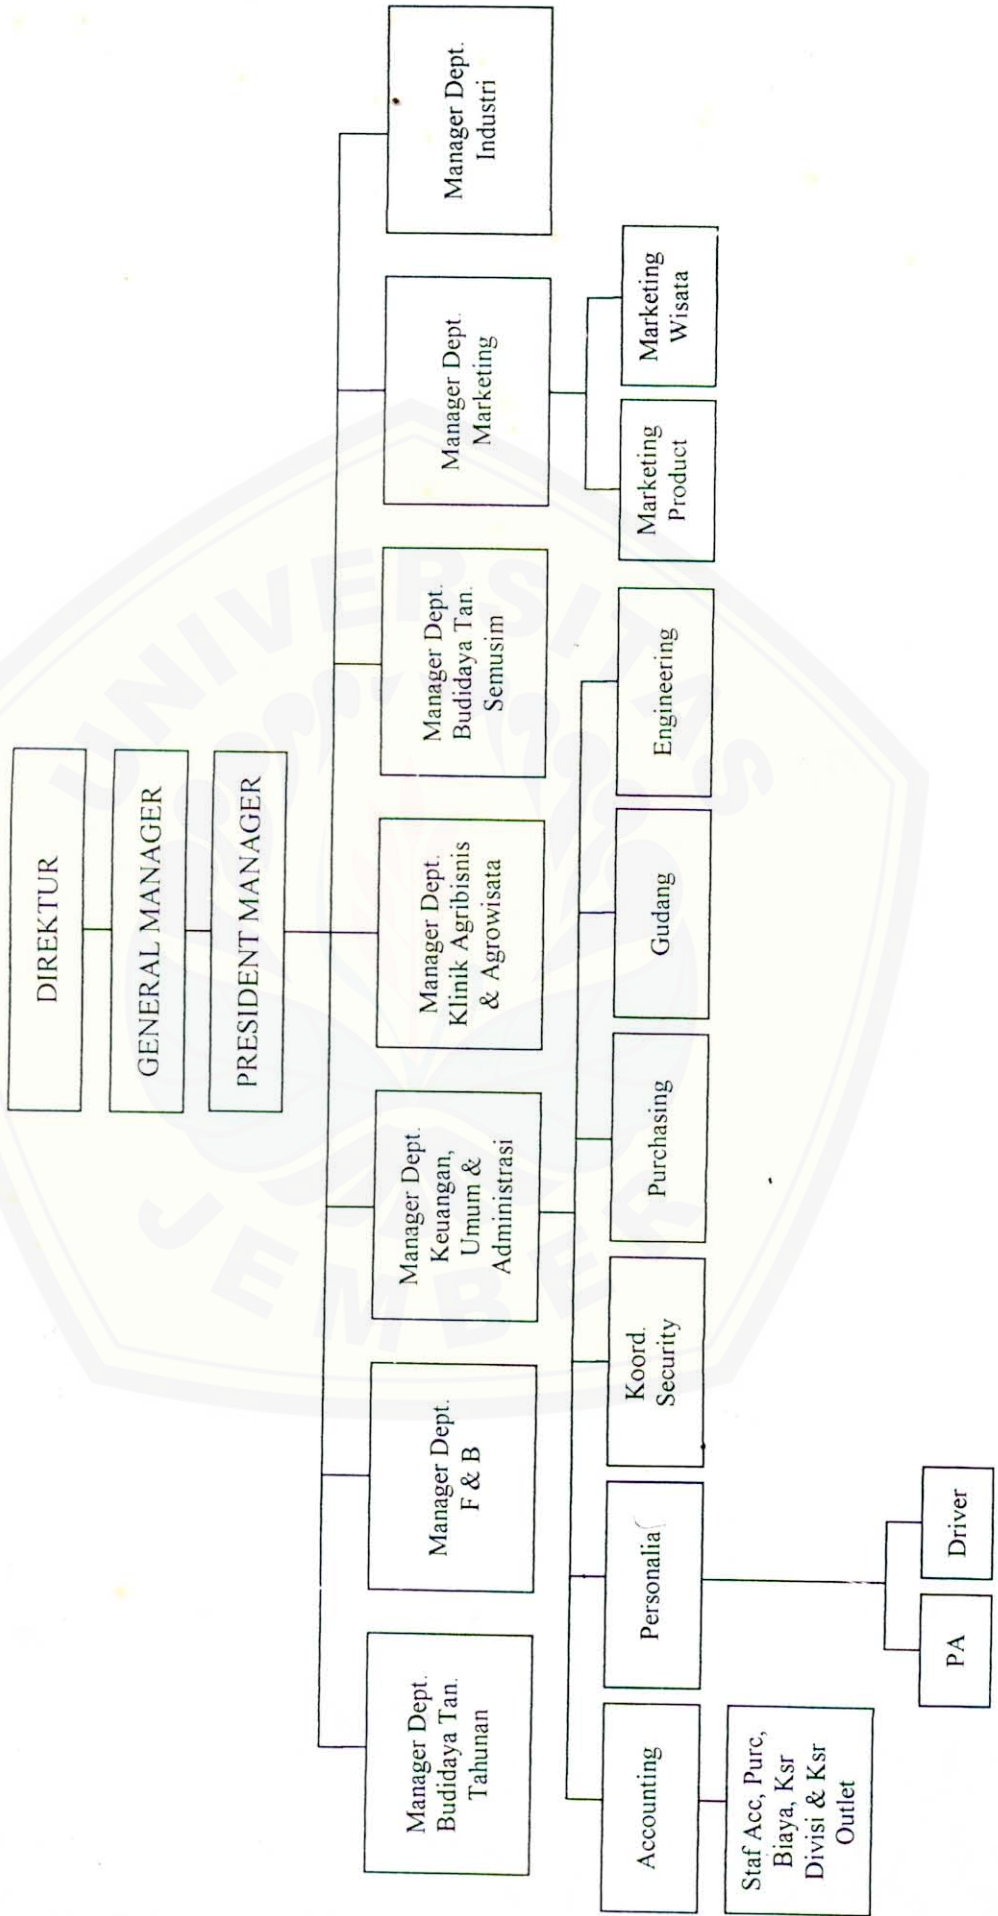 DIREKTUR
GENERAL MANAGER
PRESIDENT MANAGER
Manager Dept.
Budidaya Tan.
Tahunan
Manager Dept.
F & B
Manager Dept.
Keuangan,
Umum &
Administrasi
Manager Dept.
Klinik Agribisnis
& Agrowisata
Manager Dept.
Budidaya Tan.
Semusim
Manager Dept.
Marketing
Manager Dept.
Industri
Accounting
Personalia
Koord.
Security
Purchasing
Gudang
Engineering
Marketing
Product
Marketing
Wisata
Staf Acc, Purc,
Biaya, Ksr
Divisi & Ksr
Outlet
PA
Driver
UNIVERSITAS
JEMBER